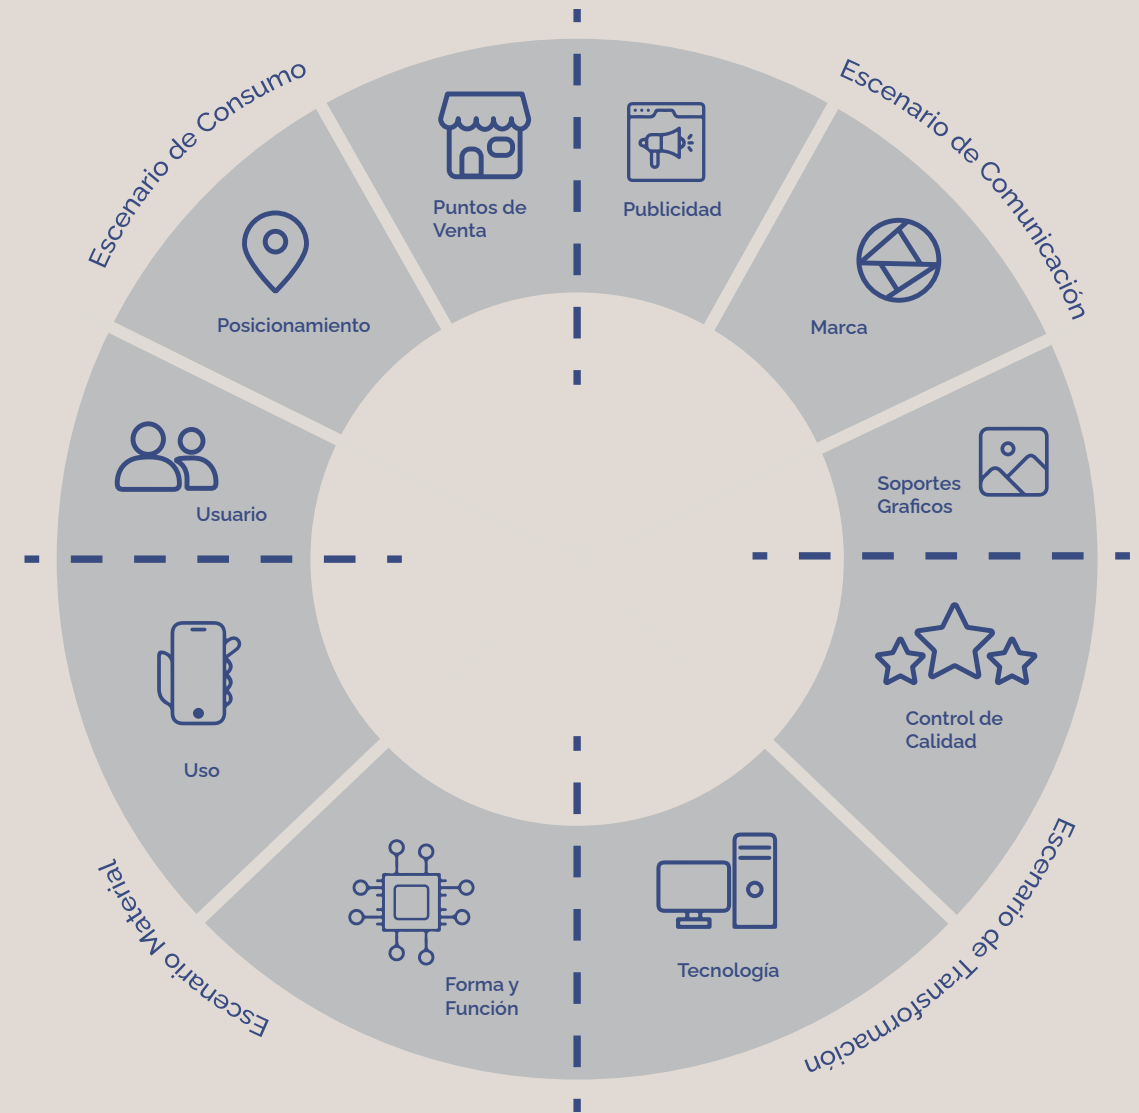 Escenario de Consumo
Escenario de Comunicación
Puntos de
Venta
Publicidad
Posicionamiento
Marca
Usuario
Soportes
Graficos
Uso
Control de
Calidad
Forma y
Función
Tecnología
Escenario Material
Escenario de Transformación